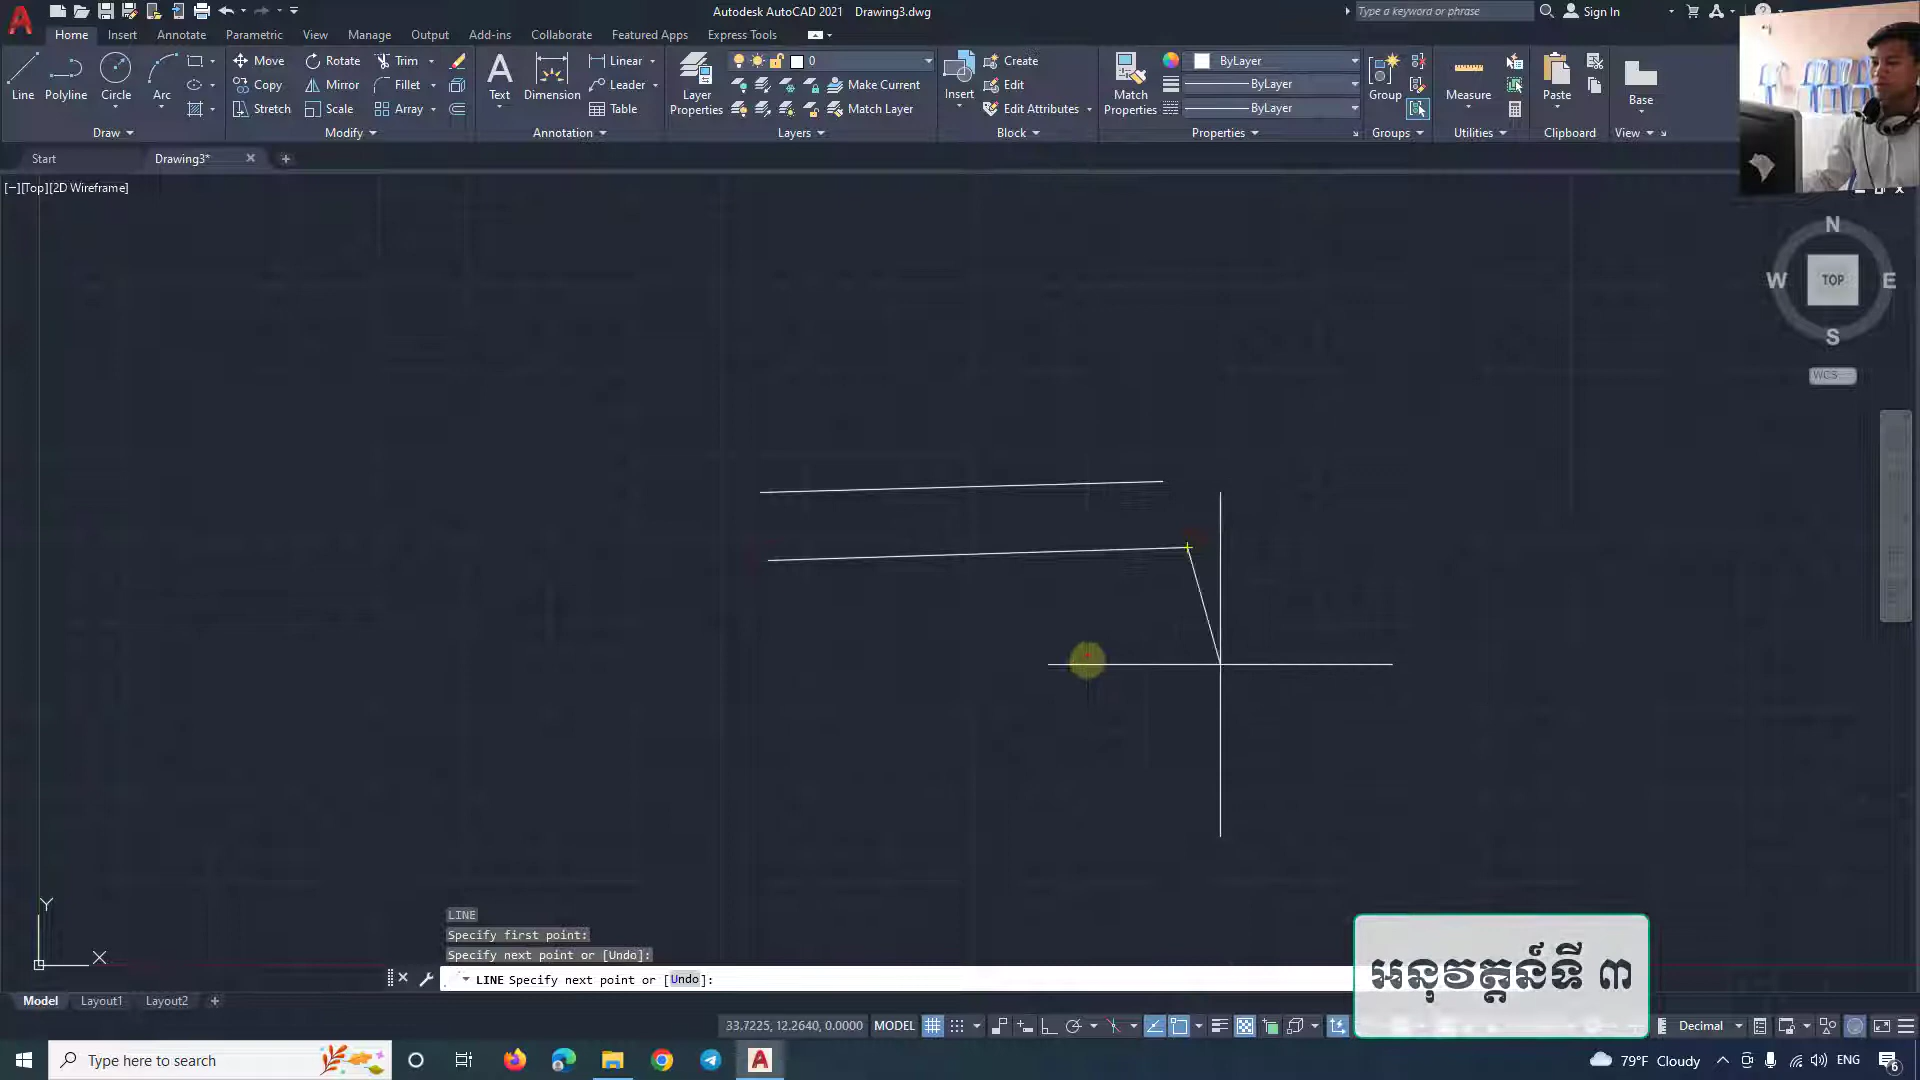 Autodesk AutoCAD 2021 Drawing3.dwg
Type a keyword or phrase
Sign In
Home Insert Annotate Parametric View Manage Output Add-ins Collaborate Featured Apps Express Tools
Line Polyline Circle Arc
Move Rotate Trim
Copy Mirror Fillet
Stretch Scale Array
Text Dimension
Linear
Leader
Table
Layer Properties
0
Make Current
Match Layer
Insert
Create
Edit
Edit Attributes
Match Properties
ByLayer
ByLayer
ByLayer
Group
Measure
Paste
Base
Draw Modify Annotation Layers Block Properties Groups Utilities Clipboard View
Start Drawing3*
[−][Top][2D Wireframe]
N
W TOP E
S
WCS
Y
X
LINE
Specify first point:
Specify next point or [Undo]:
LINE Specify next point or [Undo]:
អនុវត្តន៍ទី ៣
Model Layout1 Layout2
33.7225, 12.2640, 0.0000 MODEL
Decimal
Type here to search
79°F Cloudy
ENG
6